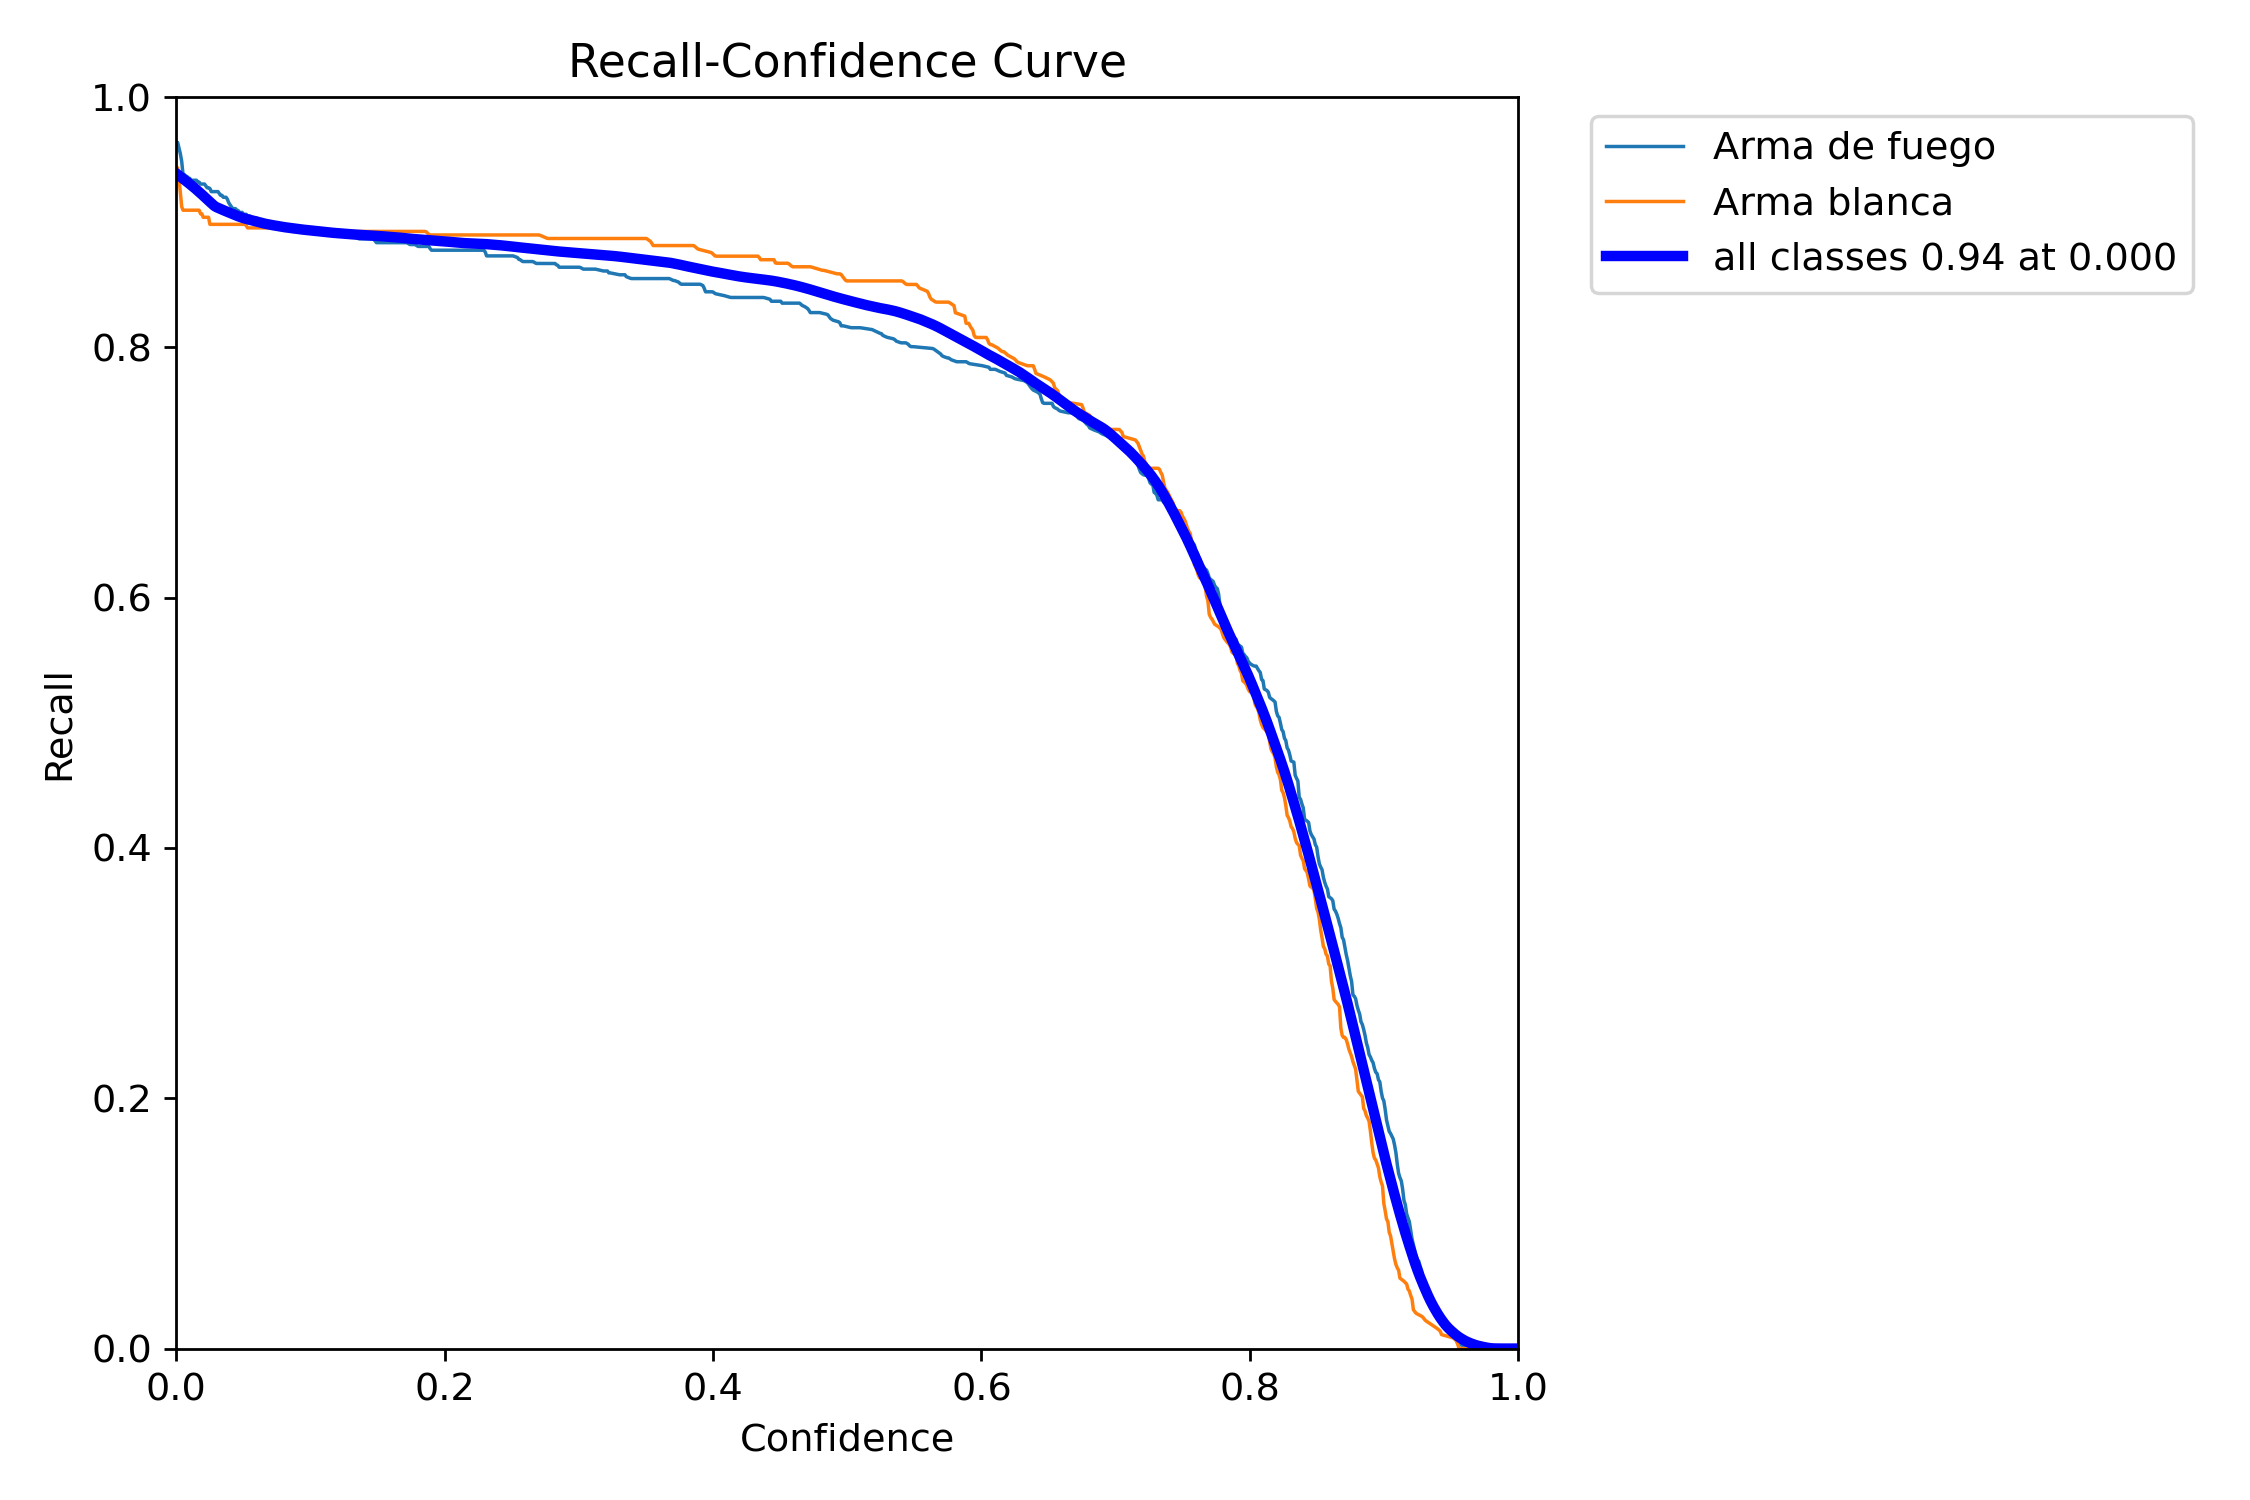 Recall-Confidence Curve
1.0
0.8
0.6
0.4
0.2
0.0
Recall
0.0 0.2 0.4 0.6 0.8 1.0
Confidence
Arma de fuego
Arma blanca
all classes 0.94 at 0.000